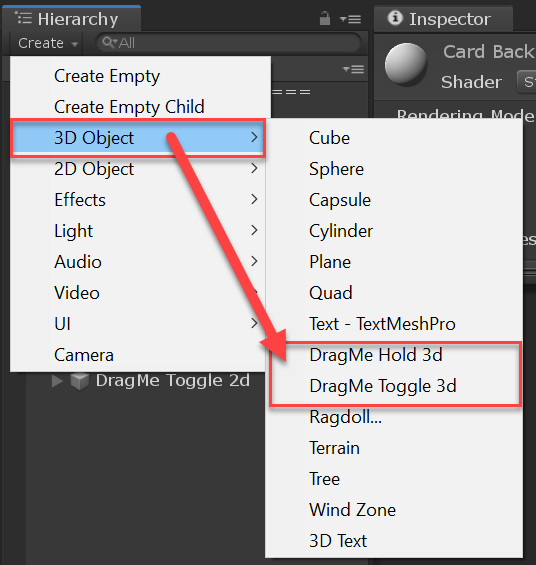 Hierarchy
Create
All
Create Empty
Create Empty Child
3D Object
2D Object
Effects
Light
Audio
Video
UI
Camera
===
DragMe Toggle 2d
Cube
Sphere
Capsule
Cylinder
Plane
Quad
Text - TextMeshPro
DragMe Hold 3d
DragMe Toggle 3d
Ragdoll...
Terrain
Tree
Wind Zone
3D Text
Inspector
Card Back
Shader